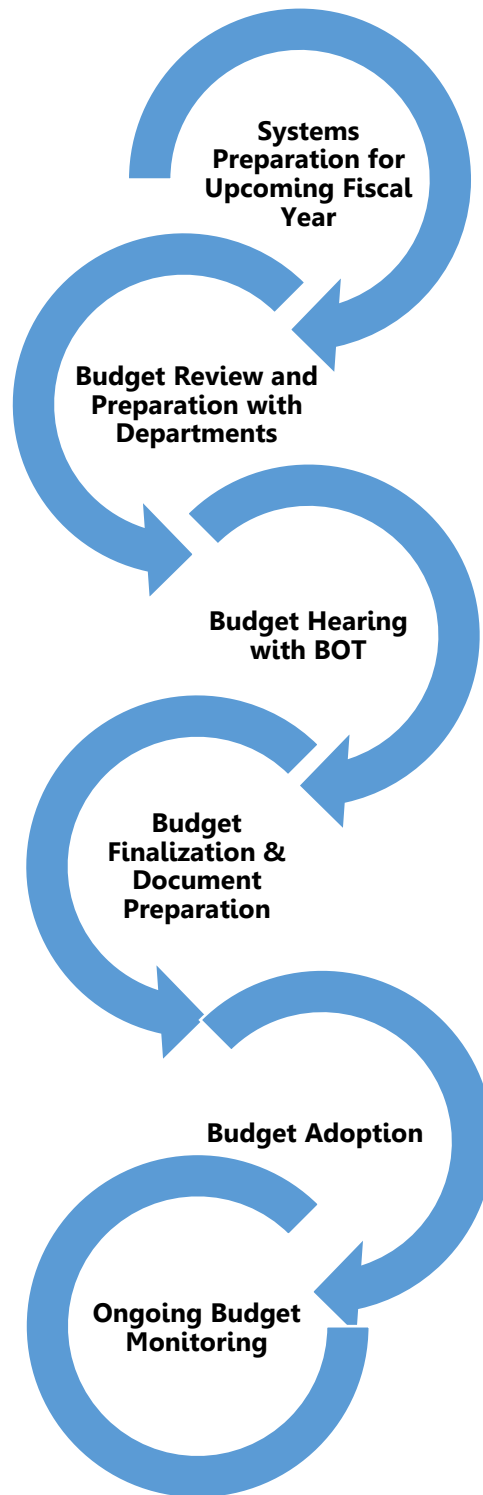 Systems
Preparation for
Upcoming Fiscal
Year
Budget Review and
Preparation with
Departments
Budget Hearing
with BOT
Budget
Finalization &
Document
Preparation
Budget Adoption
Ongoing Budget
Monitoring